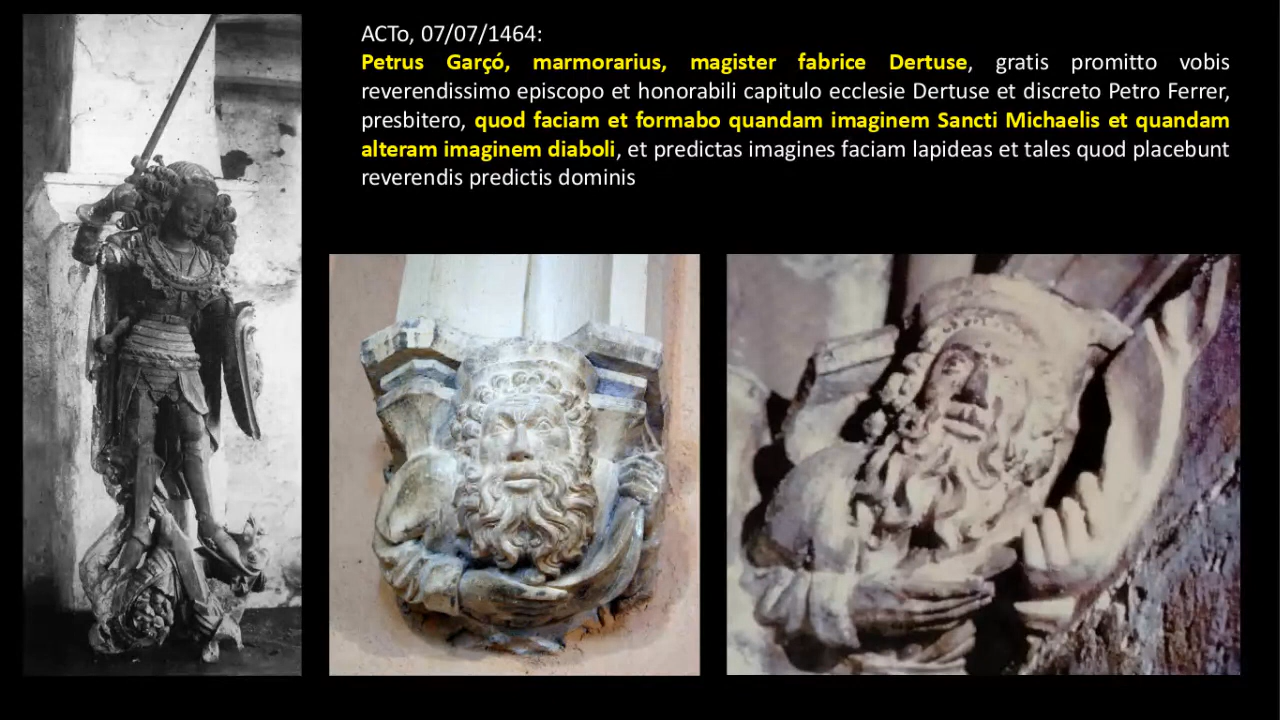 ACTo, 07/07/1464:
Petrus Garçó, marmorarius, magister fabrice Dertuse, gratis promitto vobis
reverendissimo episcopo et honorabili capitulo ecclesie Dertuse et discreto Petro Ferrer,
presbitero, quod faciam et formabo quandam imaginem Sancti Michaelis et quandam
alteram imaginem diaboli, et predictas imagines faciam lapideas et tales quod placebunt
reverendis predictis dominis